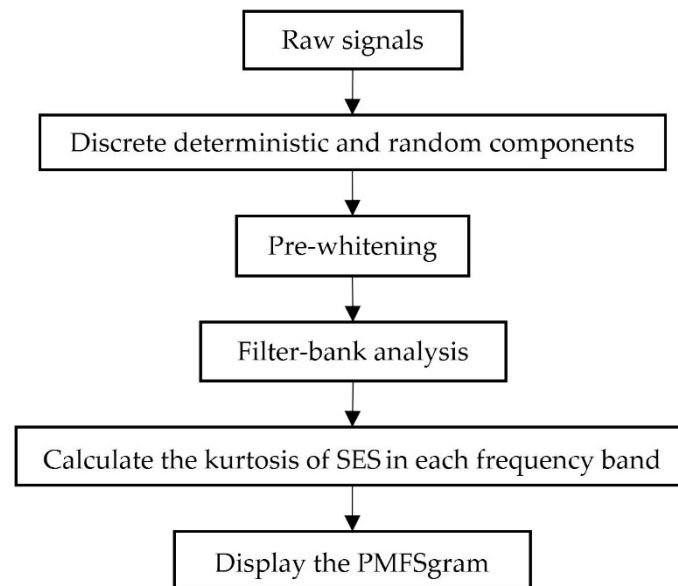 Raw signals
Discrete deterministic and random components
Pre-whitening
Filter-bank analysis
Calculate the kurtosis of SES in each frequency band
Display the PMFSgram